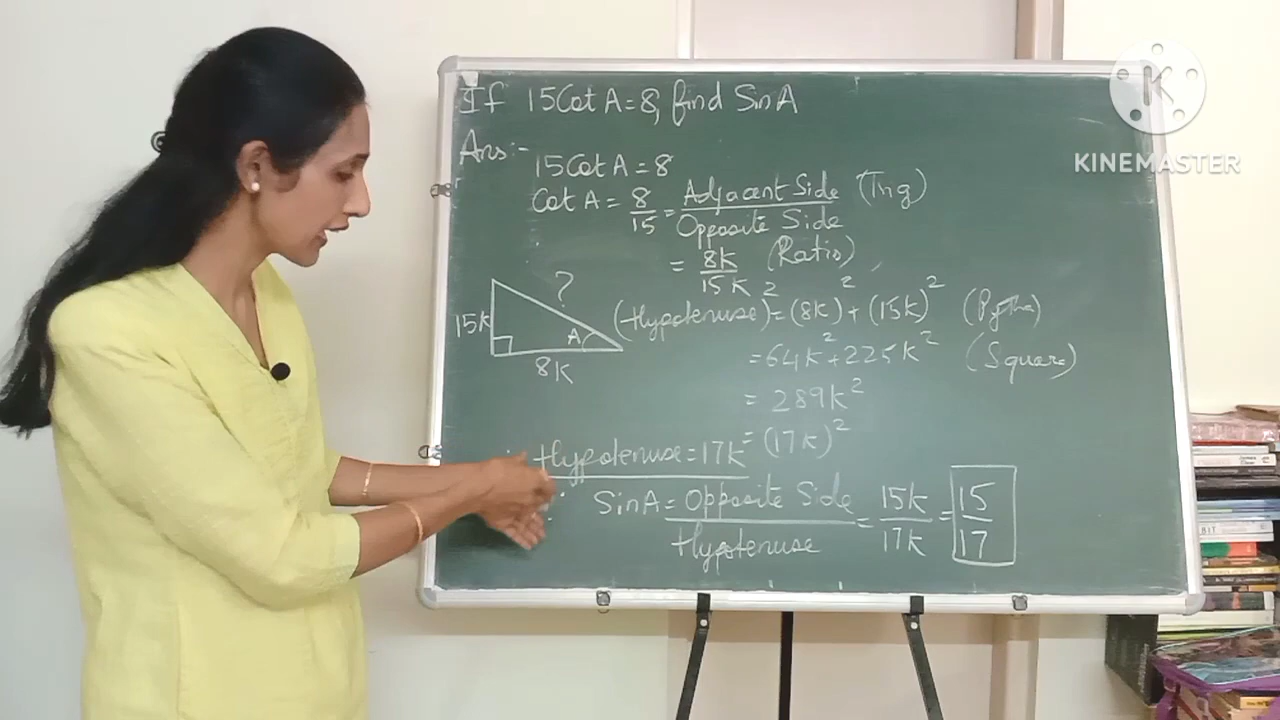 If 15Cot A = 8, find Sin A
Ans:-
15Cot A = 8
Cot A = 8/15 = Adjacent Side/Opposite Side (Trig)
= 8k/15k (Ratio)
?
15k
A
8k
(Hypotenuse)² = (8k)² + (15k)² (Pytha)
= 64k² + 225k² (Square)
= 289k²
= (17k)²
Hypotenuse = 17k
∴ Sin A = Opposite Side/Hypotenuse = 15k/17k = 15/17
K
KINEMASTER
BIT